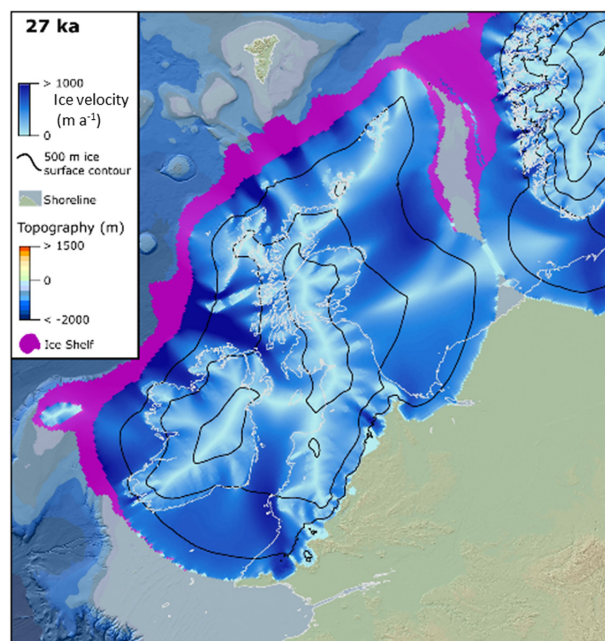 27 ka
> 1000
Ice velocity
(m a⁻¹)
0
500 m ice
surface contour
Shoreline
Topography (m)
> 1500
0
< -2000
Ice Shelf